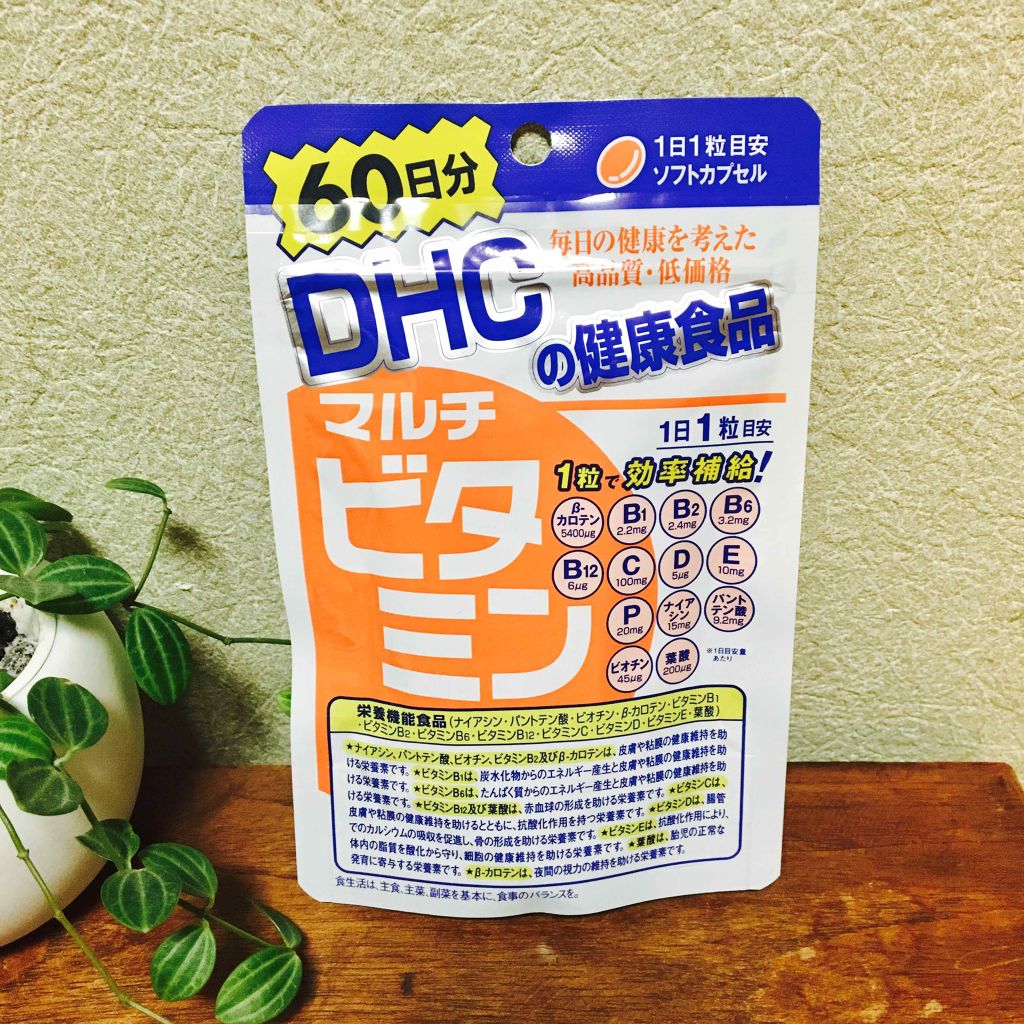 60日分
1日1粒目安
ソフトカプセル
毎日の健康を考えた
高品質・低価格
DHC
の健康食品
マルチ
ビタ
ミン
1日1粒目安
1粒で効率補給!
β-
カロテン
5400μg
B1
2.2mg
B2
2.4mg
B6
3.2mg
B12
6μg
C
100mg
D
5μg
E
10mg
P
20mg
ナイア
シン
15mg
パント
テン酸
9.2mg
ビオチン
45μg
葉酸
200μg
※1日目安量
あたり
栄養機能食品(ナイアシン・パントテン酸・ビオチン・β-カロテン・ビタミンB1
・ビタミンB2・ビタミンB6・ビタミンB12・ビタミンC・ビタミンD・ビタミンE・葉酸)
★ナイアシン、パントテン酸、ビオチン、ビタミンB2及びβ-カロテンは、皮膚や粘膜の健康維持を助
ける栄養素です。★ビタミンB1は、炭水化物からのエネルギー産生と皮膚や粘膜の健康維持を助
ける栄養素です。★ビタミンB6は、たんぱく質からのエネルギー産生と皮膚や粘膜の健康維持を助
ける栄養素です。★ビタミンB12及び葉酸は、赤血球の形成を助ける栄養素です。★ビタミンCは、
皮膚や粘膜の健康維持を助けるとともに、抗酸化作用を持つ栄養素です。★ビタミンDは、腸管
でのカルシウムの吸収を促進し、骨の形成を助ける栄養素です。★ビタミンEは、抗酸化作用により、
体内の脂質を酸化から守り、細胞の健康維持を助ける栄養素です。★葉酸は、胎児の正常な
発育に寄与する栄養素です。★β-カロテンは、夜間の視力の維持を助ける栄養素です。
食生活は、主食、主菜、副菜を基本に、食事のバランスを。